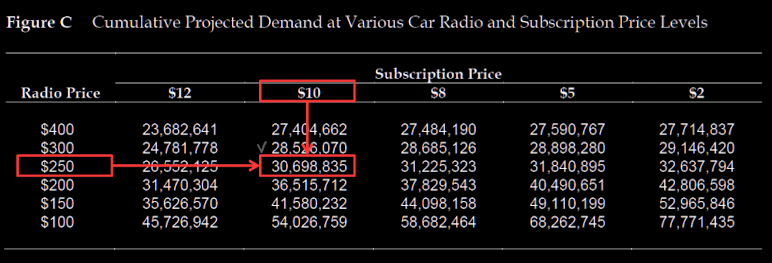 Figure C Cumulative Projected Demand at Various Car Radio and Subscription Price Levels
Subscription Price
Radio Price $12 $10 $8 $5 $2
$400 23,682,641 27,404,662 27,484,190 27,590,767 27,714,837
$300 24,781,778 √ 28,526,070 28,685,126 28,898,280 29,146,420
$250 26,552,125 30,698,835 31,225,323 31,840,895 32,637,794
$200 31,470,304 36,515,712 37,829,543 40,490,651 42,806,598
$150 35,626,570 41,580,232 44,098,158 49,110,199 52,965,846
$100 45,726,942 54,026,759 58,682,464 68,262,745 77,771,435